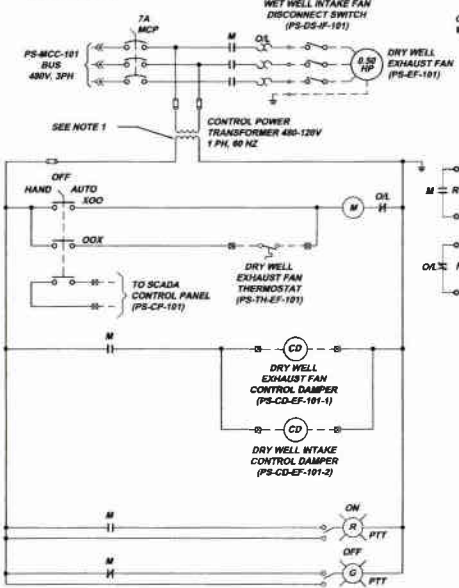 WET WELL INTAKE FAN
DISCONNECT SWITCH
(PS-DS-IF-101)
7A
MCP
M
O/L
PS-MCC-101
BUS
480V, 3PH
0.50
HP
DRY WELL
EXHAUST FAN
(PS-EF-101)
SEE NOTE 1
CONTROL POWER
TRANSFORMER 480-120V
1 PH, 60 HZ
OFF
HAND
AUTO
XOO
M
O/L
OOX
DRY WELL
EXHAUST FAN
THERMOSTAT
(PS-TH-EF-101)
TO SCADA
CONTROL PANEL
(PS-CP-101)
M
R
O/L
M
CD
DRY WELL
EXHAUST FAN
CONTROL DAMPER
(PS-CD-EF-101-1)
CD
DRY WELL INTAKE
CONTROL DAMPER
(PS-CD-EF-101-2)
M
ON
R
PTT
M
OFF
G
PTT